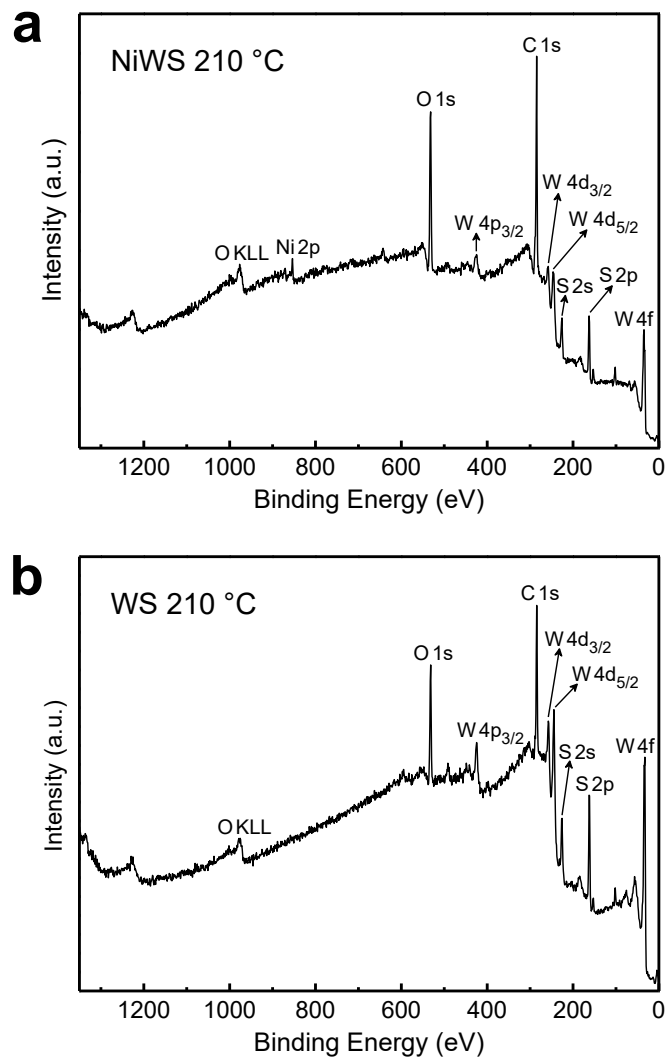 a
NiWS 210 °C
C 1s
O 1s
W 4d3/2
W 4d5/2
W 4p3/2
O KLL
Ni 2p
S 2s
S 2p
W 4f
Intensity (a.u.)
1200 1000 800 600 400 200 0
Binding Energy (eV)
b
WS 210 °C
C 1s
O 1s
W 4d3/2
W 4d5/2
W 4p3/2
S 2s
S 2p
W 4f
O KLL
Intensity (a.u.)
1200 1000 800 600 400 200 0
Binding Energy (eV)